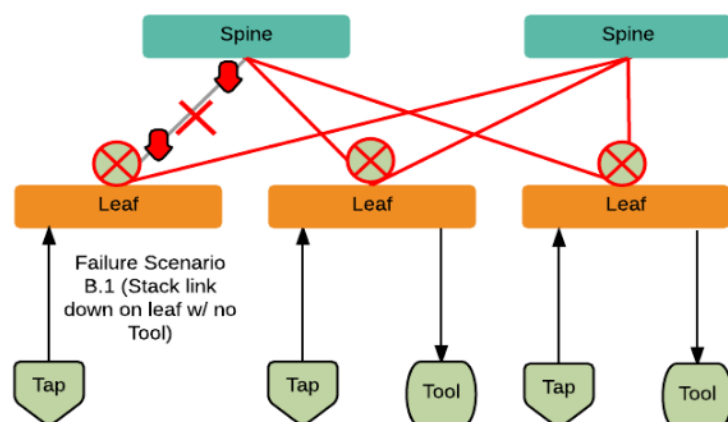 Spine
Spine
Leaf
Leaf
Leaf
Failure Scenario
B.1 (Stack link
down on leaf w/ no
Tool)
Tap
Tap
Tool
Tap
Tool